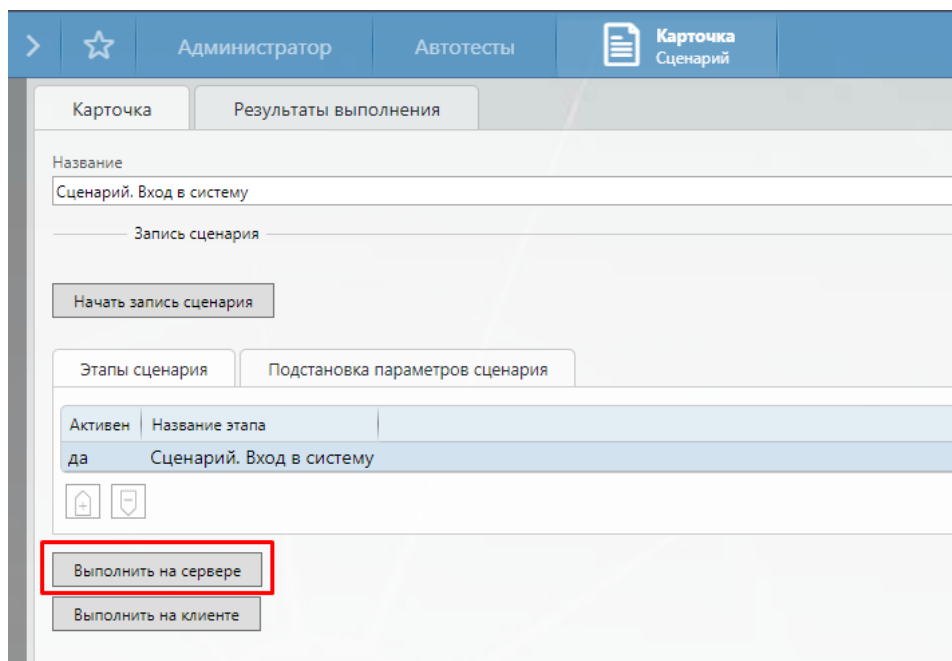 Администратор
Автотесты
Карточка
Сценарий
Карточка
Результаты выполнения
Название
Сценарий. Вход в систему
Запись сценария
Начать запись сценария
Этапы сценария
Подстановка параметров сценария
Активен Название этапа
да Сценарий. Вход в систему
Выполнить на сервере
Выполнить на клиенте